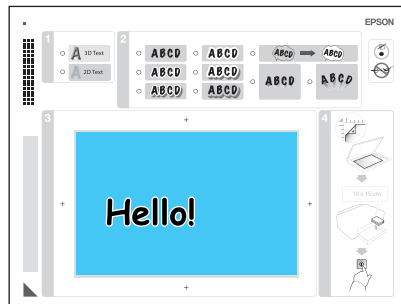 EPSON
1
3D Text
2D Text
2
ABCD ABCD ABCD ABCD
ABCD ABCD ABCD ABCD
ABCD ABCD
3
Hello!
4
10 x 15 cm